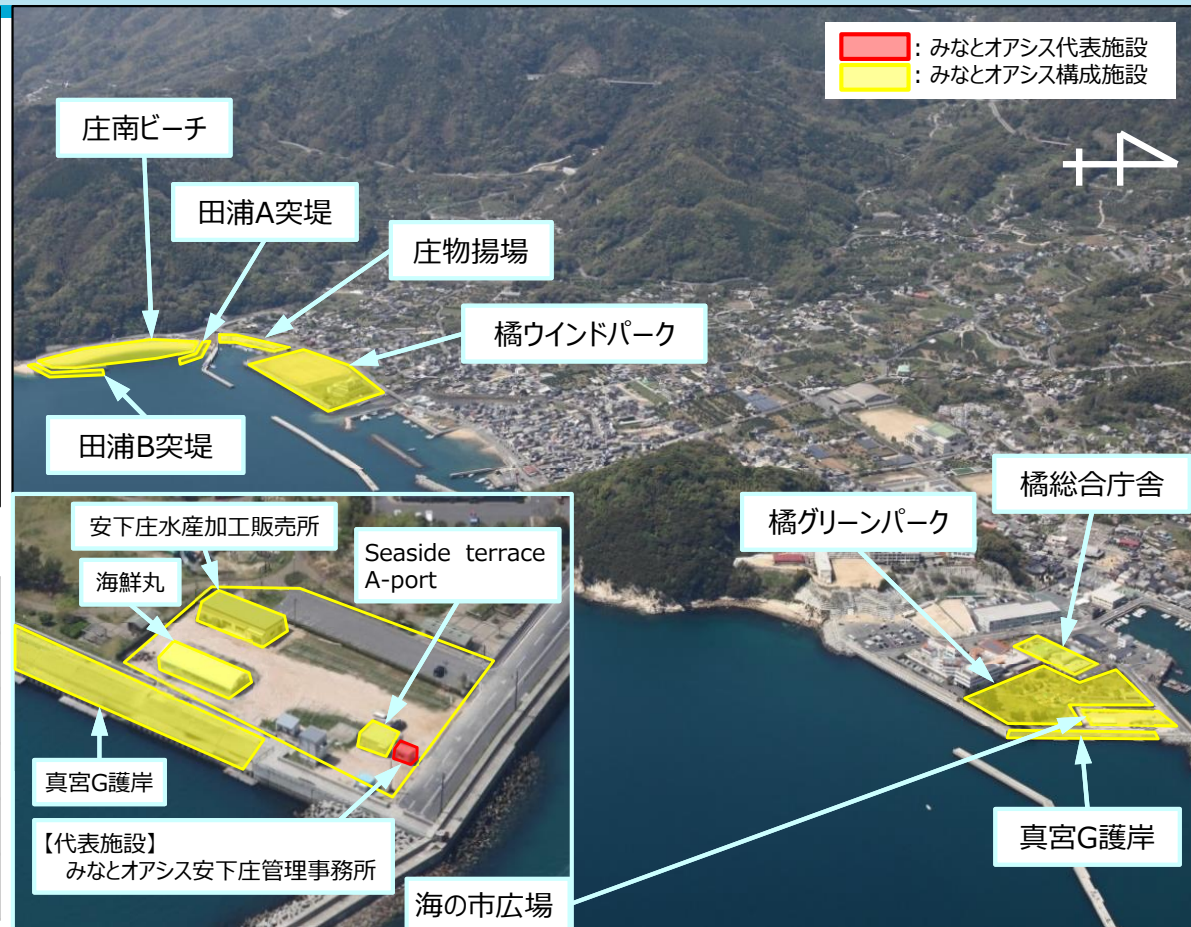 : みなとオアシス代表施設
: みなとオアシス構成施設
庄南ビーチ
田浦A突堤
庄物揚場
橘ウインドパーク
田浦B突堤
橘総合庁舎
橘グリーンパーク
安下庄水産加工販売所
海鮮丸
Seaside terrace
A-port
真宮G護岸
【代表施設】
みなとオアシス安下庄管理事務所
海の市広場
真宮G護岸